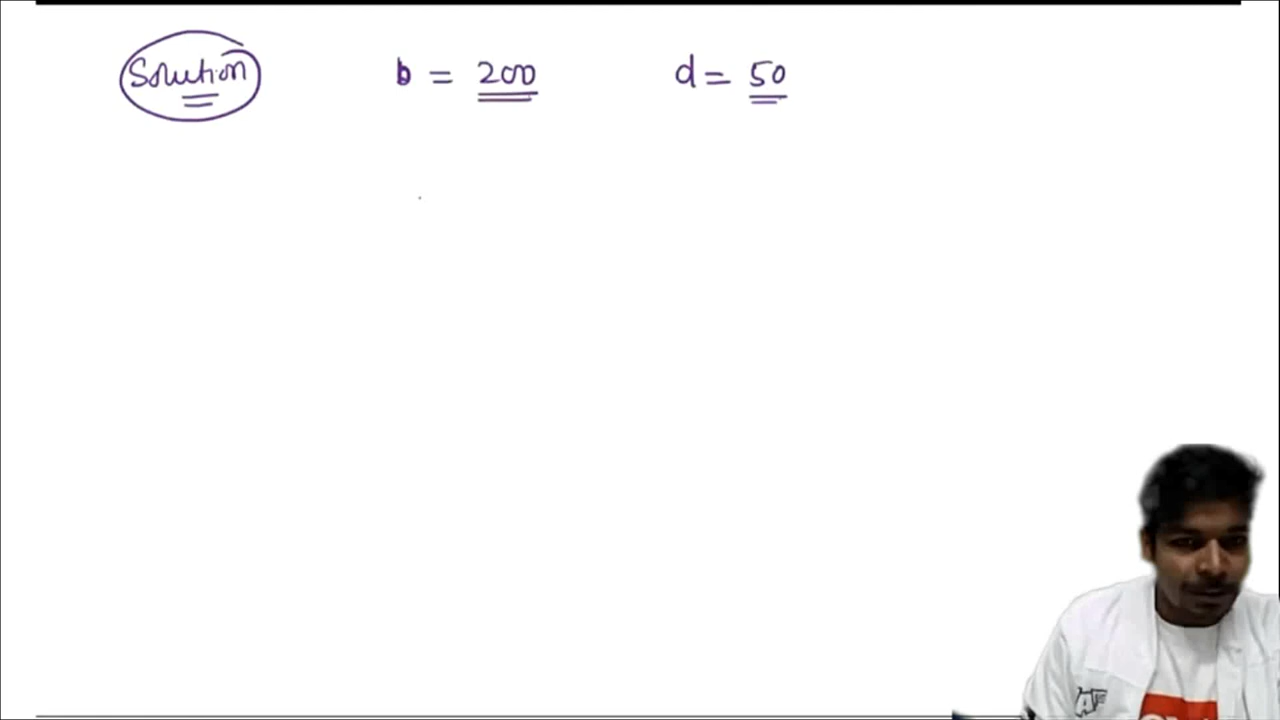 Solution b = 200 d = 50